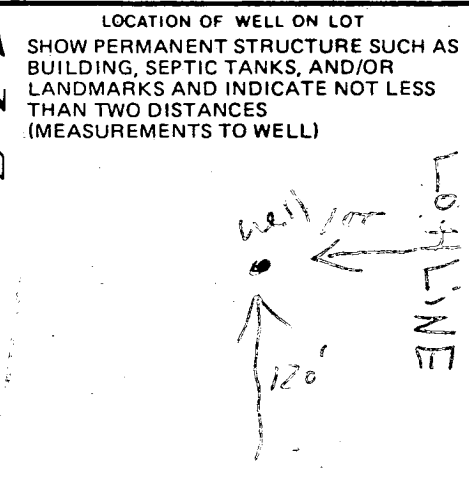 LOCATION OF WELL ON LOT
SHOW PERMANENT STRUCTURE SUCH AS
BUILDING, SEPTIC TANKS, AND/OR
LANDMARKS AND INDICATE NOT LESS
THAN TWO DISTANCES
(MEASUREMENTS TO WELL)
well
LOT LINE
120'